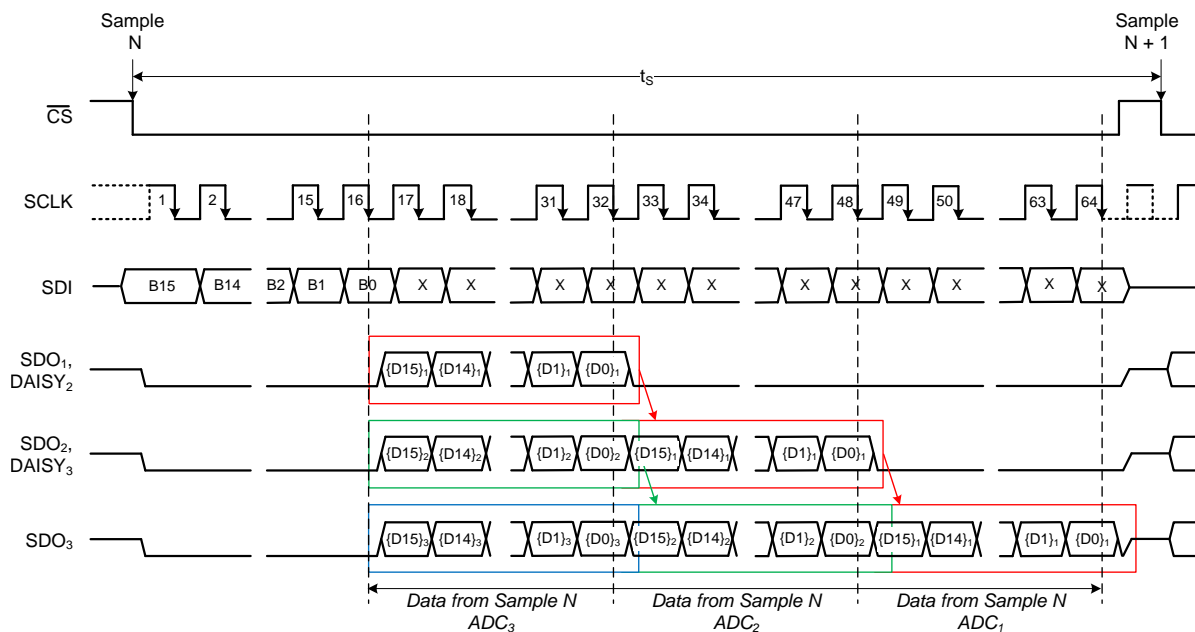 Sample
N
Sample
N + 1
tS
CS
SCLK
1 2 15 16 17 18 31 32 33 34 47 48 49 50 63 64
SDI
B15 B14 B2 B1 B0 X X X X X X X X X X X X
SDO1,
DAISY2
{D15}1 {D14}1 {D1}1 {D0}1
SDO2,
DAISY3
{D15}2 {D14}2 {D1}2 {D0}2 {D15}1 {D14}1 {D1}1 {D0}1
SDO3
{D15}3 {D14}3 {D1}3 {D0}3 {D15}2 {D14}2 {D1}2 {D0}2 {D15}1 {D14}1 {D1}1 {D0}1
Data from Sample N
ADC3
Data from Sample N
ADC2
Data from Sample N
ADC1